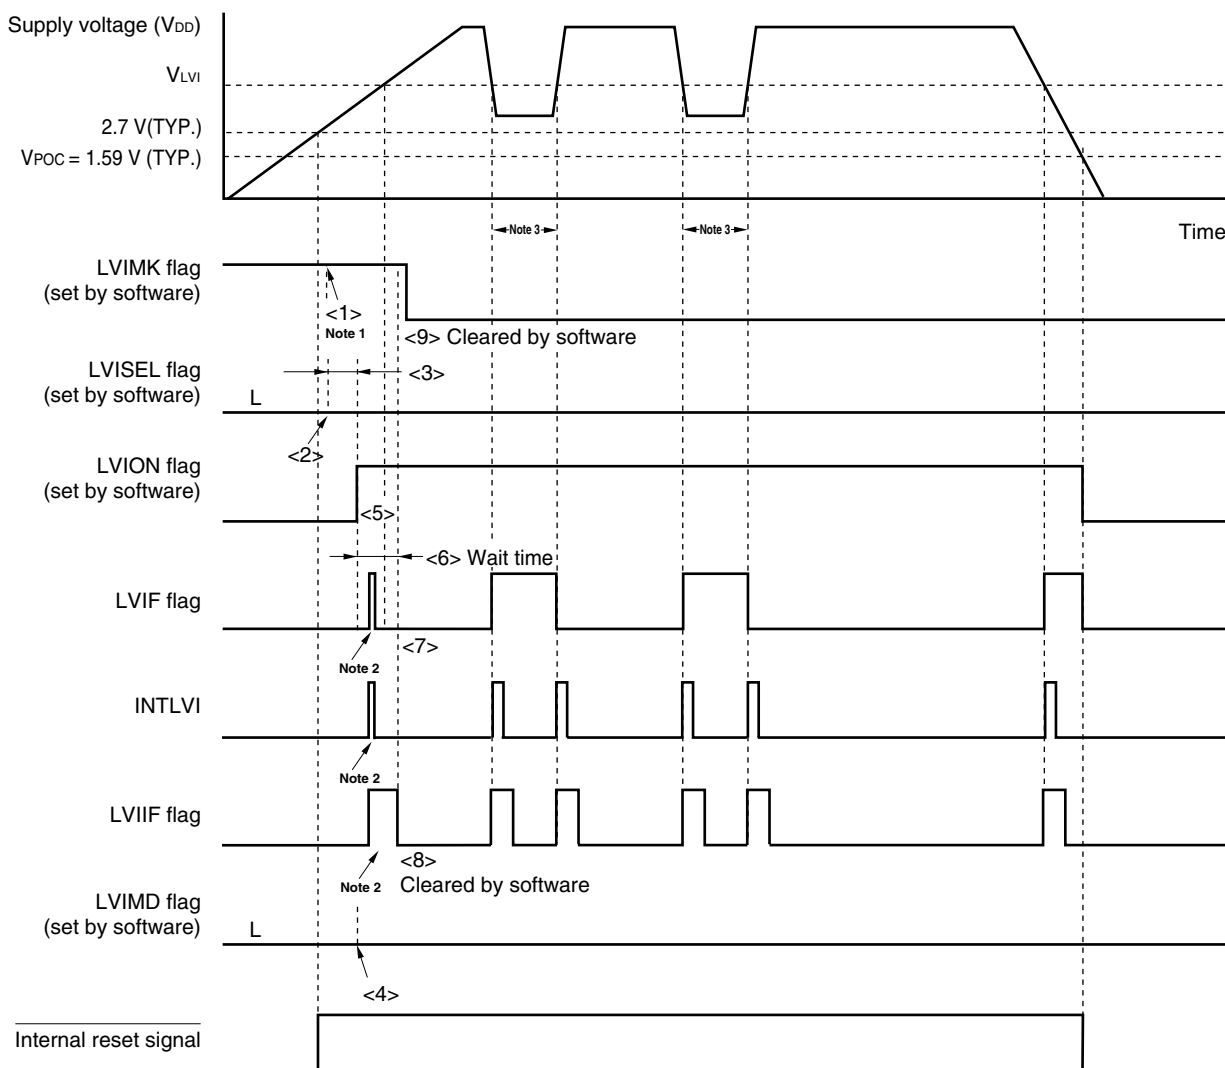 Supply voltage (VDD)
VLVI
2.7 V(TYP.)
VPOC = 1.59 V (TYP.)
Note 3
Note 3
Time
LVIMK flag
(set by software)
<1>
Note 1
<9> Cleared by software
LVISEL flag
(set by software)
<3>
L
<2>
LVION flag
(set by software)
<5>
<6> Wait time
LVIF flag
<7>
Note 2
INTLVI
Note 2
LVIIF flag
<8>
Note 2
Cleared by software
LVIMD flag
(set by software)
L
<4>
Internal reset signal